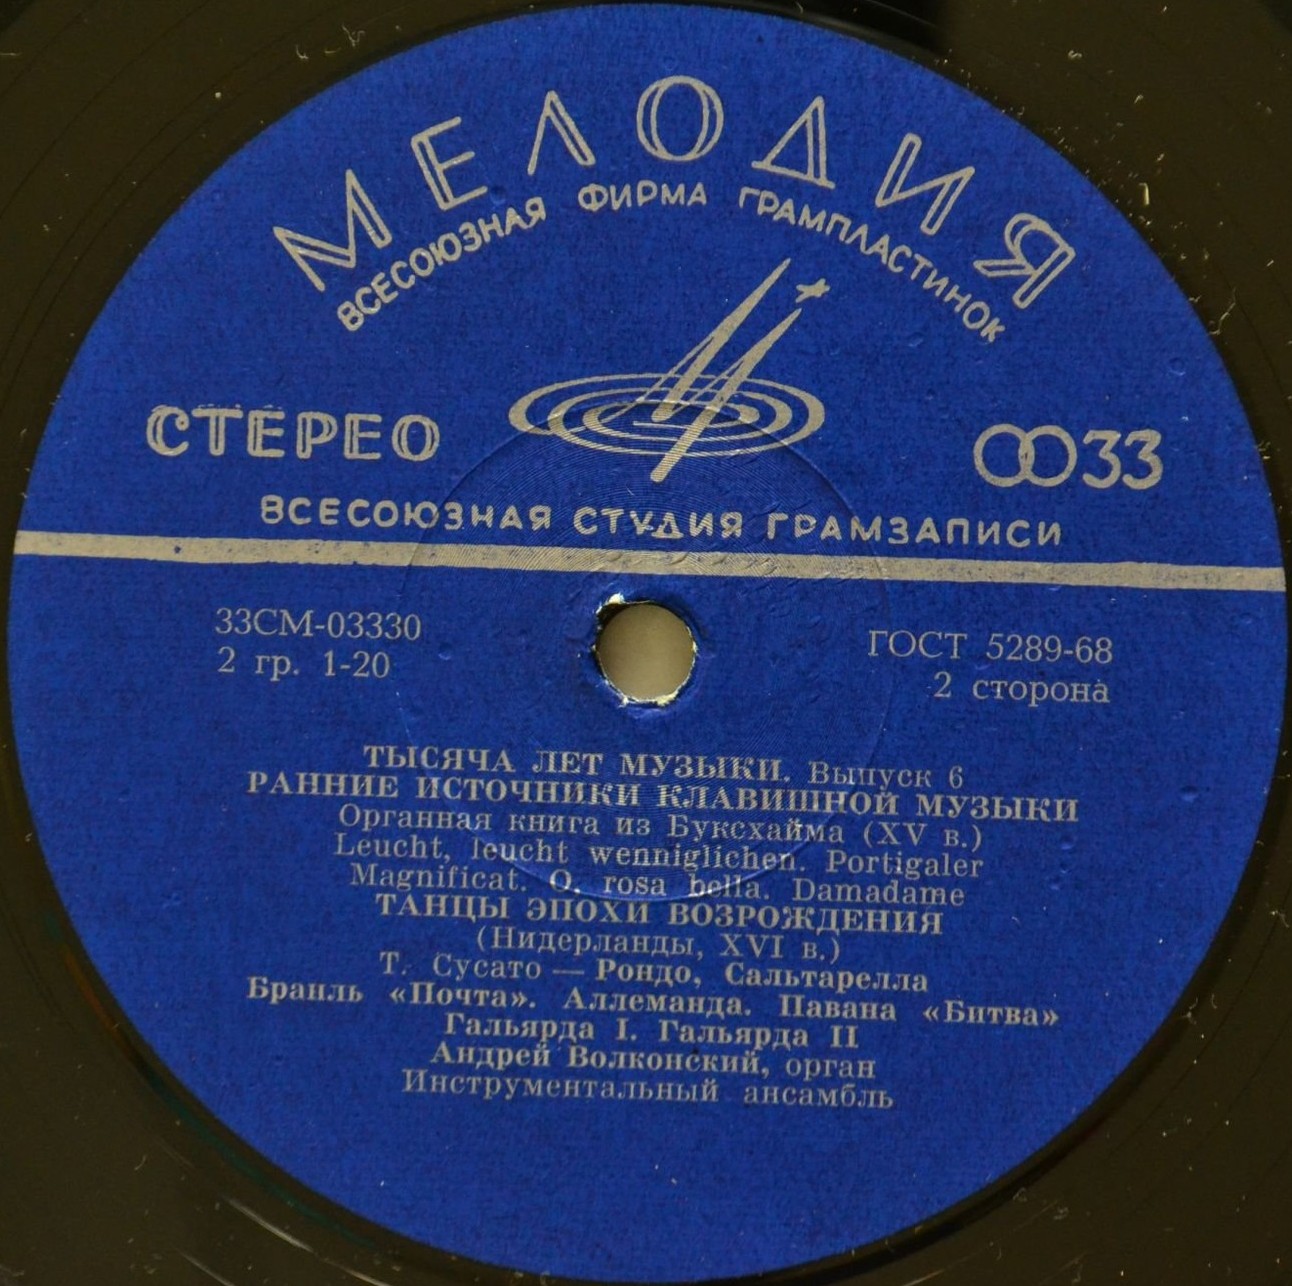 МЕЛОДИЯ
ВСЕСОЮЗНАЯ ФИРМА ГРАМПЛАСТИНОК
СТЕРЕО
33
ВСЕСОЮЗНАЯ СТУДИЯ ГРАМЗАПИСИ
33СМ-03330
2 гр. 1-20
ГОСТ 5289-68
2 сторона
ТЫСЯЧА ЛЕТ МУЗЫКИ. Выпуск 6
РАННИЕ ИСТОЧНИКИ КЛАВИШНОЙ МУЗЫКИ
Органная книга из Буксхайма (XV в.)
Leucht, leucht wenniglichen. Portigaler
Magnificat. O. rosa bella. Damadame
ТАНЦЫ ЭПОХИ ВОЗРОЖДЕНИЯ
(Нидерланды, XVI в.)
Т. Сусато — Рондо, Сальтарелла
Бранль «Почта». Аллеманда. Павана «Битва»
Гальярда I. Гальярда II
Андрей Волконский, орган
Инструментальный ансамбль